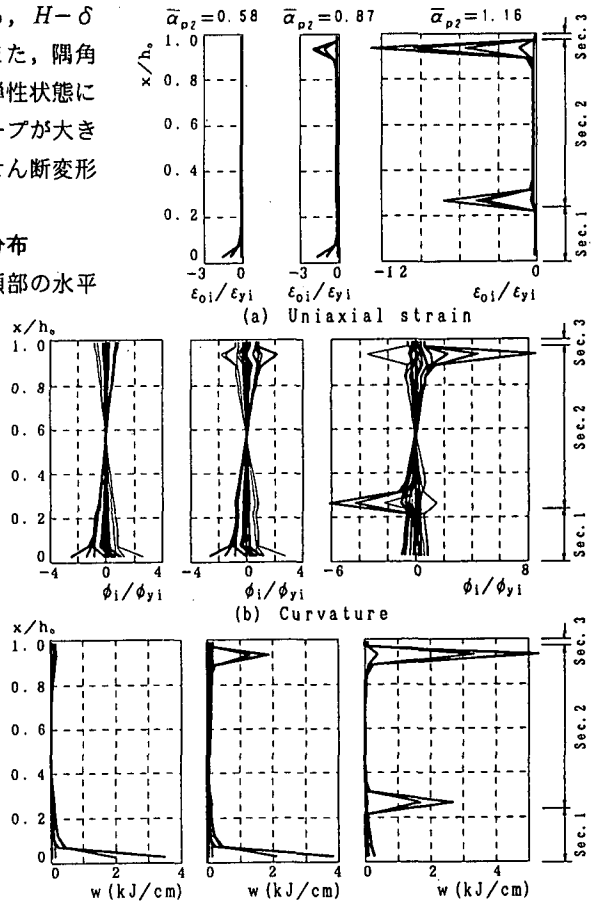 , H－δ
た，隅角
弾性状態に
ープが大き
せん断変形
分布
頂部の水平
ᾱp2=0.58
ᾱp2=0.87
ᾱp2=1.16
x/h₀
1.0
0.8
0.6
0.4
0.2
0
-3 0
-3 0
-12 0
ε₀ᵢ/εyᵢ
ε₀ᵢ/εyᵢ
ε₀ᵢ/εyᵢ
Sec.3
Sec.2
Sec.1
(a) Uniaxial strain
x/h₀
1.0
0.8
0.6
0.4
0.2
0
-4 0 4
-4 0 4
-6 0 8
φᵢ/φyᵢ
φᵢ/φyᵢ
φᵢ/φyᵢ
Sec.3
Sec.2
Sec.1
(b) Curvature
x/h₀
1.0
0.8
0.6
0.4
0.2
0
0 2 4
0 2 4
0 2 4
w(kJ/cm)
w(kJ/cm)
w(kJ/cm)
Sec.3
Sec.2
Sec.1